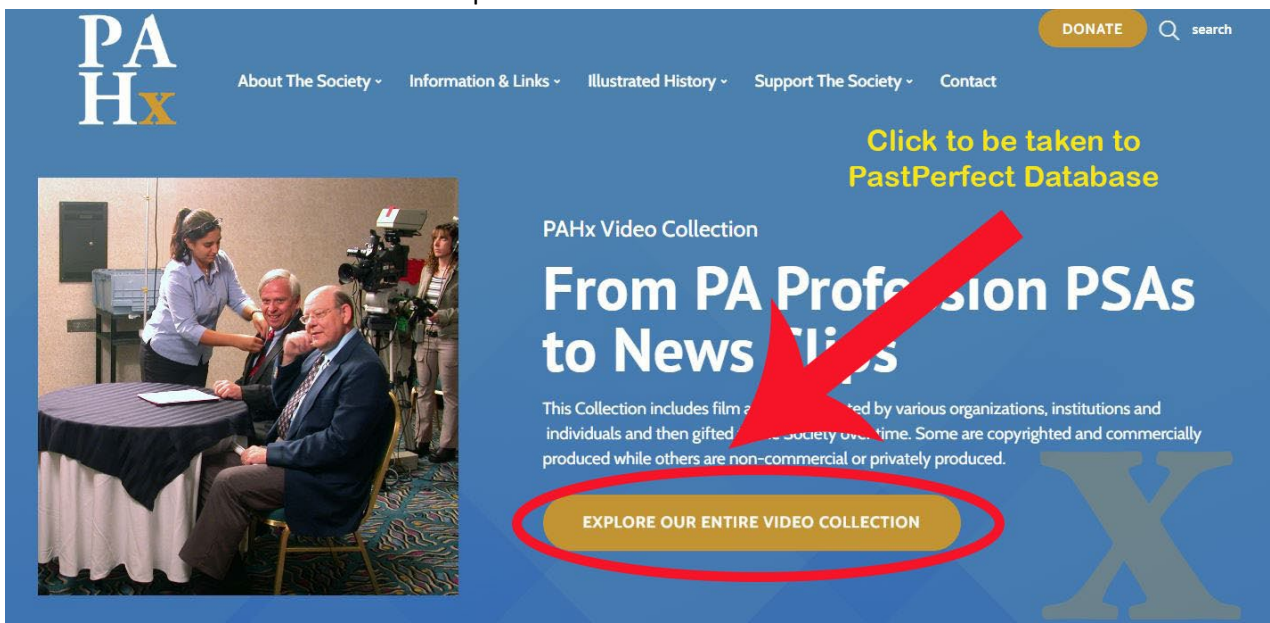 DONATE
search
PA
Hx
About The Society
Information & Links
Illustrated History
Support The Society
Contact
Click to be taken to
PastPerfect Database
PAHx Video Collection
From PA Profession PSAs
to News Clips
This Collection includes film by various organizations, institutions and
individuals and then gifted Society over time. Some are copyrighted and commercially
produced while others are non-commercial or privately produced.
EXPLORE OUR ENTIRE VIDEO COLLECTION
X